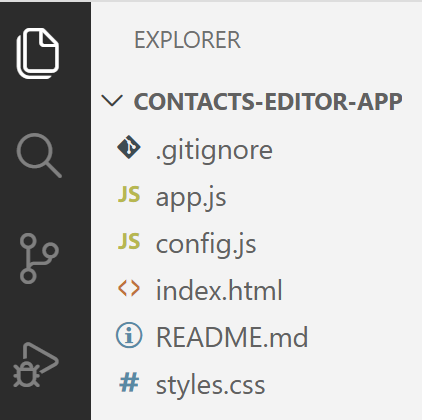 EXPLORER
CONTACTS-EDITOR-APP
.gitignore
JS app.js
JS config.js
<> index.html
README.md
# styles.css